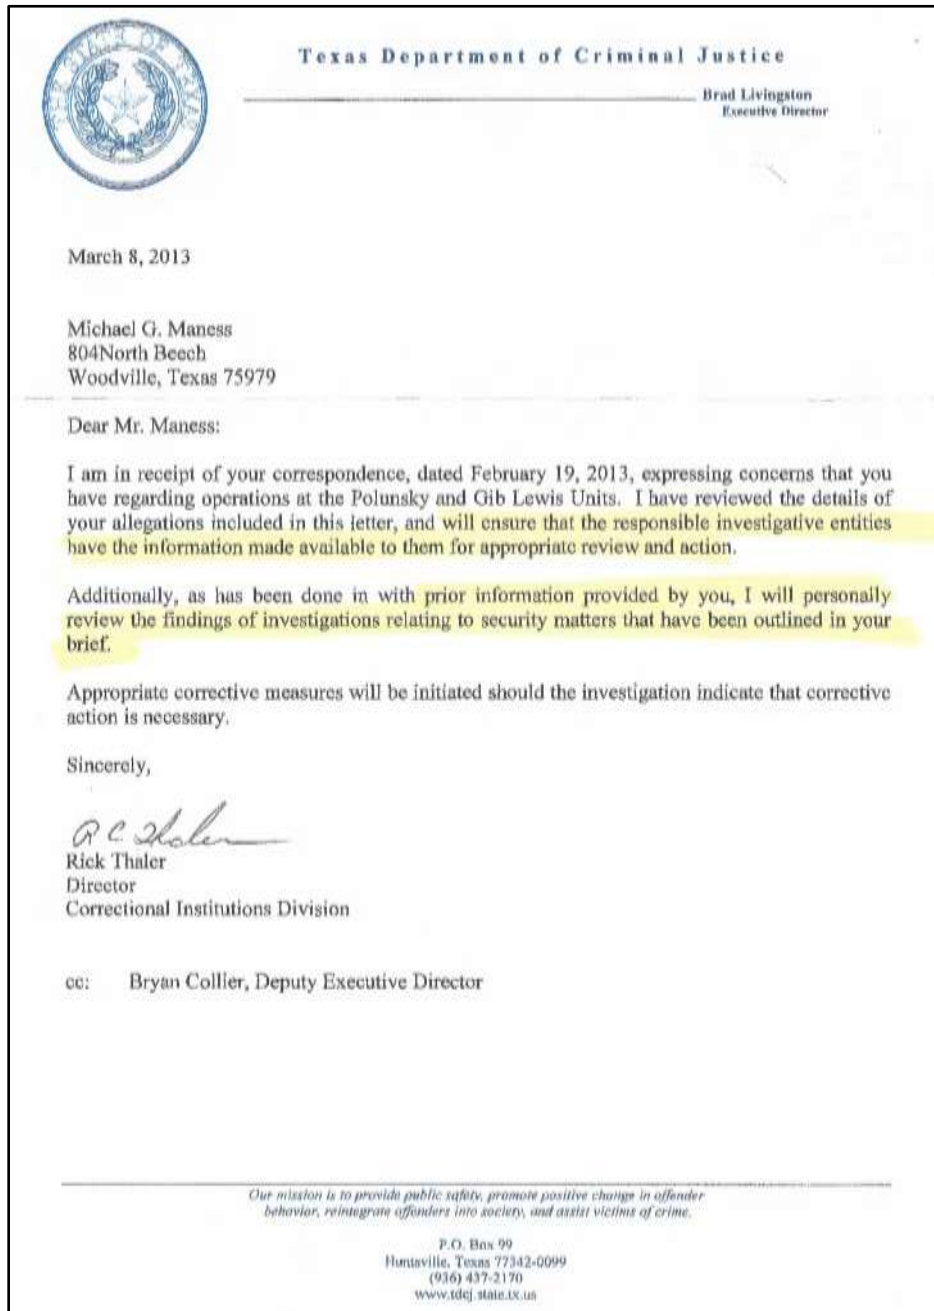 THE STATE OF TEXAS
Texas Department of Criminal Justice
Brad Livingston
Executive Director
March 8, 2013
Michael G. Maness
804North Beech
Woodville, Texas 75979
Dear Mr. Maness:
I am in receipt of your correspondence, dated February 19, 2013, expressing concerns that you
have regarding operations at the Polunsky and Gib Lewis Units. I have reviewed the details of
your allegations included in this letter, and will ensure that the responsible investigative entities
have the information made available to them for appropriate review and action.
Additionally, as has been done in with prior information provided by you, I will personally
review the findings of investigations relating to security matters that have been outlined in your
brief.
Appropriate corrective measures will be initiated should the investigation indicate that corrective
action is necessary.
Sincerely,
R C Thaler
Rick Thaler
Director
Correctional Institutions Division
cc: Bryan Collier, Deputy Executive Director
Our mission is to provide public safety, promote positive change in offender
behavior, reintegrate offenders into society, and assist victims of crime.
P.O. Box 99
Huntsville, Texas 77342-0099
(936) 437-2170
www.tdcj.state.tx.us